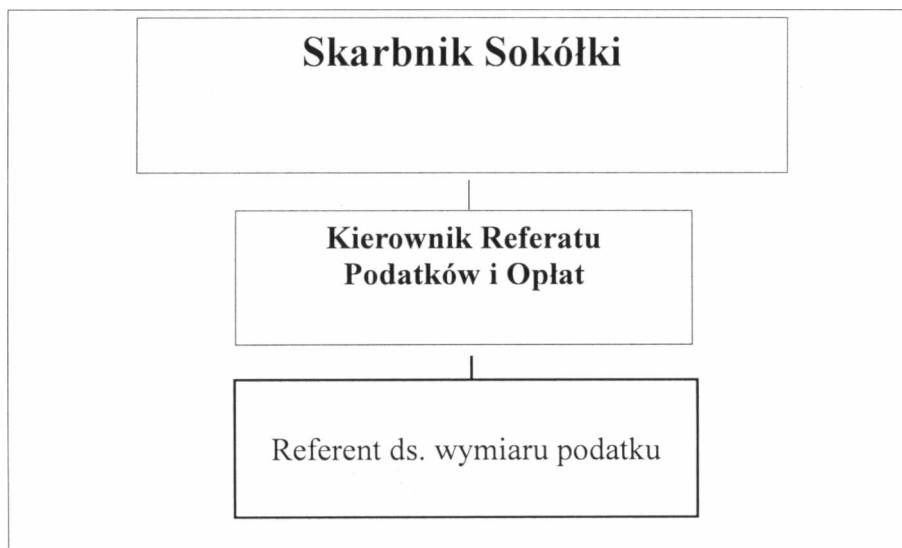 Skarbnik Sokółki
Kierownik Referatu
Podatków i Opłat
Referent ds. wymiaru podatku